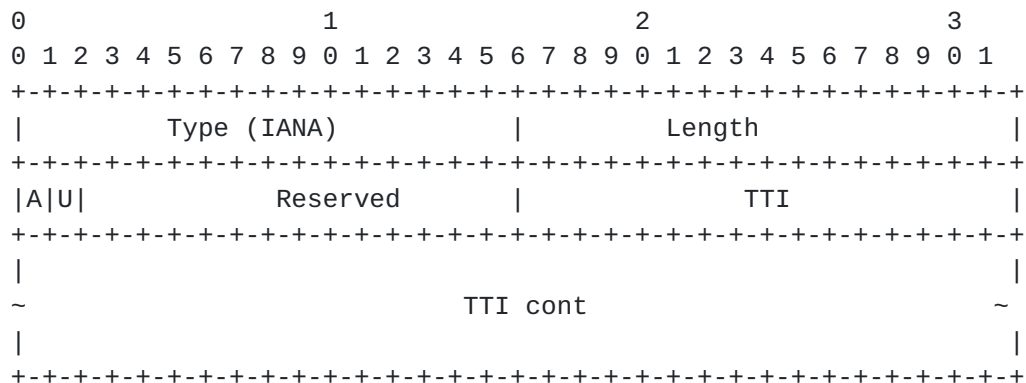 0                   1                   2                   3
0 1 2 3 4 5 6 7 8 9 0 1 2 3 4 5 6 7 8 9 0 1 2 3 4 5 6 7 8 9 0 1
+-+-+-+-+-+-+-+-+-+-+-+-+-+-+-+-+-+-+-+-+-+-+-+-+-+-+-+-+-+-+-+-+
|         Type (IANA)           |         Length                |
+-+-+-+-+-+-+-+-+-+-+-+-+-+-+-+-+-+-+-+-+-+-+-+-+-+-+-+-+-+-+-+-+
|A|U|            Reserved       |              TTI              |
+-+-+-+-+-+-+-+-+-+-+-+-+-+-+-+-+-+-+-+-+-+-+-+-+-+-+-+-+-+-+-+-+
|                                                               |
~                            TTI cont                          ~
|                                                               |
+-+-+-+-+-+-+-+-+-+-+-+-+-+-+-+-+-+-+-+-+-+-+-+-+-+-+-+-+-+-+-+-+